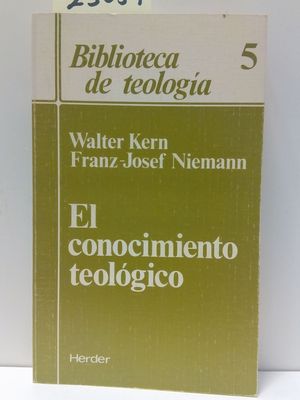 Biblioteca 5
de teología
Walter Kern
Franz-Josef Niemann
El
conocimiento
teológico
Herder